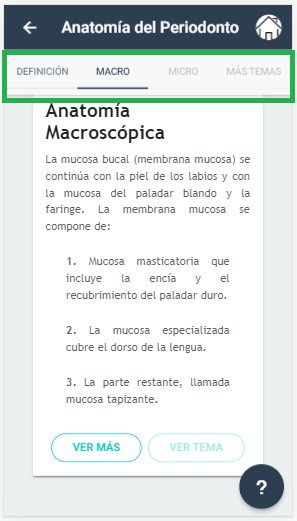 Anatomía del Periodonto
DEFINICIÓN MACRO MICRO MÁS TEMAS
Anatomía
Macroscópica
La mucosa bucal (membrana mucosa) se
continúa con la piel de los labios y con
la mucosa del paladar blando y la
faringe. La membrana mucosa se
compone de:
1. Mucosa masticatoria que
incluye la encía y el
recubrimiento del paladar duro.
2. La mucosa especializada
cubre el dorso de la lengua.
3. La parte restante, llamada
mucosa tapizante.
VER MÁS VER TEMA
?